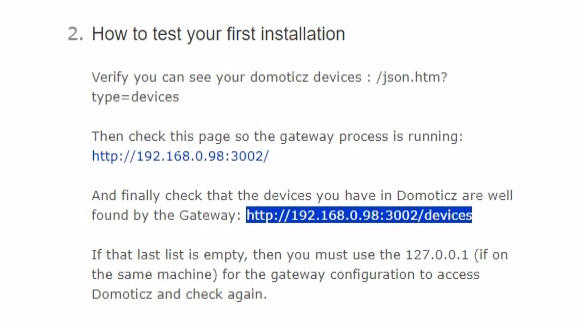 2. How to test your first installation
Verify you can see your domoticz devices : /json.htm?
type=devices
Then check this page so the gateway process is running:
http://192.168.0.98:3002/
And finally check that the devices you have in Domoticz are well
found by the Gateway: http://192.168.0.98:3002/devices
If that last list is empty, then you must use the 127.0.0.1 (if on
the same machine) for the gateway configuration to access
Domoticz and check again.